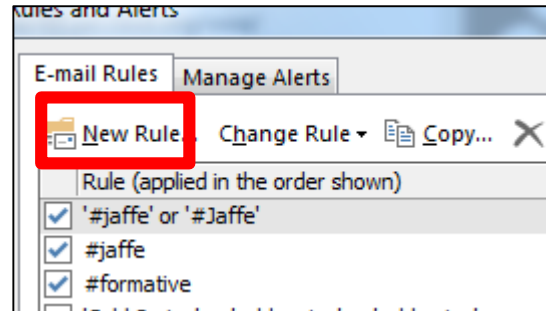 Rules and Alerts
E-mail Rules Manage Alerts
New Rule... Change Rule Copy...
Rule (applied in the order shown)
'#jaffe' or '#Jaffe'
#jaffe
#formative